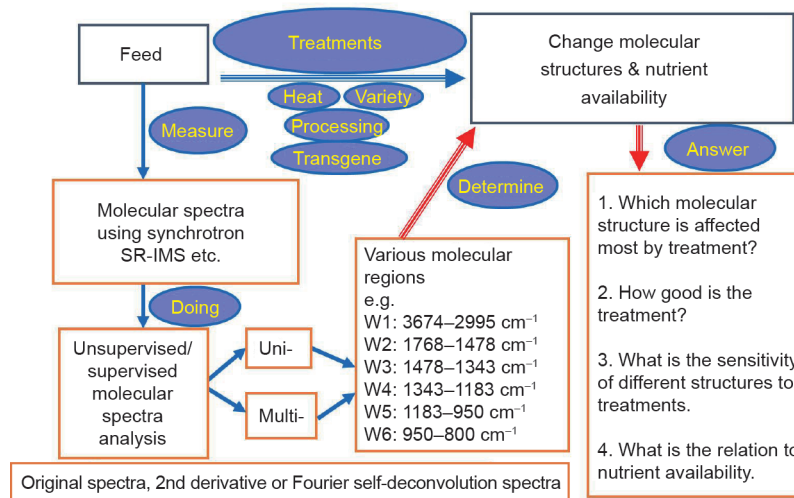 Feed
Treatments
Heat
Variety
Processing
Transgene
Change molecular
structures & nutrient
availability
Measure
Determine
Answer
Molecular spectra
using synchrotron
SR-IMS etc.
Doing
Unsupervised/
supervised
molecular
spectra
analysis
Uni-
Multi-
Various molecular
regions
e.g.
W1: 3674–2995 cm⁻¹
W2: 1768–1478 cm⁻¹
W3: 1478–1343 cm⁻¹
W4: 1343–1183 cm⁻¹
W5: 1183–950 cm⁻¹
W6: 950–800 cm⁻¹
1. Which molecular
structure is affected
most by treatment?
2. How good is the
treatment?
3. What is the sensitivity
of different structures to
treatments.
4. What is the relation to
nutrient availability.
Original spectra, 2nd derivative or Fourier self-deconvolution spectra